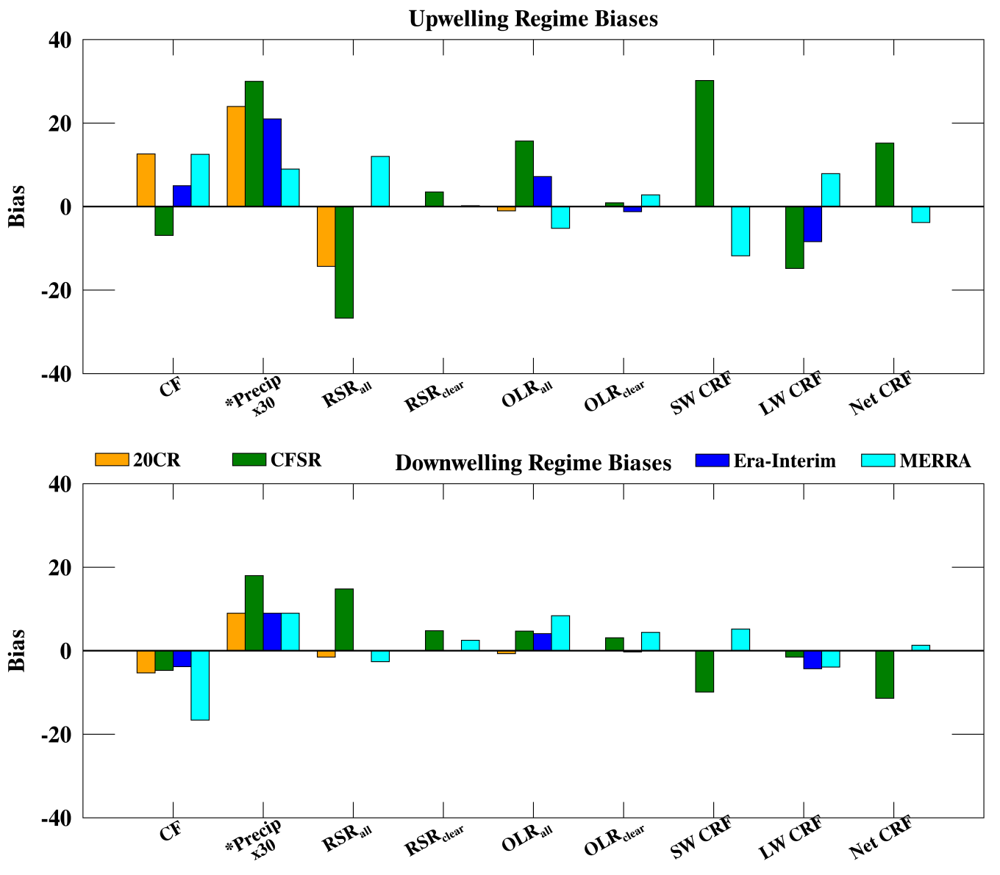 Upwelling Regime Biases
40
20
0
-20
-40
Bias
CF
*Precip
x30
RSRall
RSRclear
OLRall
OLRclear
SW CRF
LW CRF
Net CRF
20CR
CFSR
Downwelling Regime Biases
Era-Interim
MERRA
40
20
0
-20
-40
Bias
CF
*Precip
x30
RSRall
RSRclear
OLRall
OLRclear
SW CRF
LW CRF
Net CRF